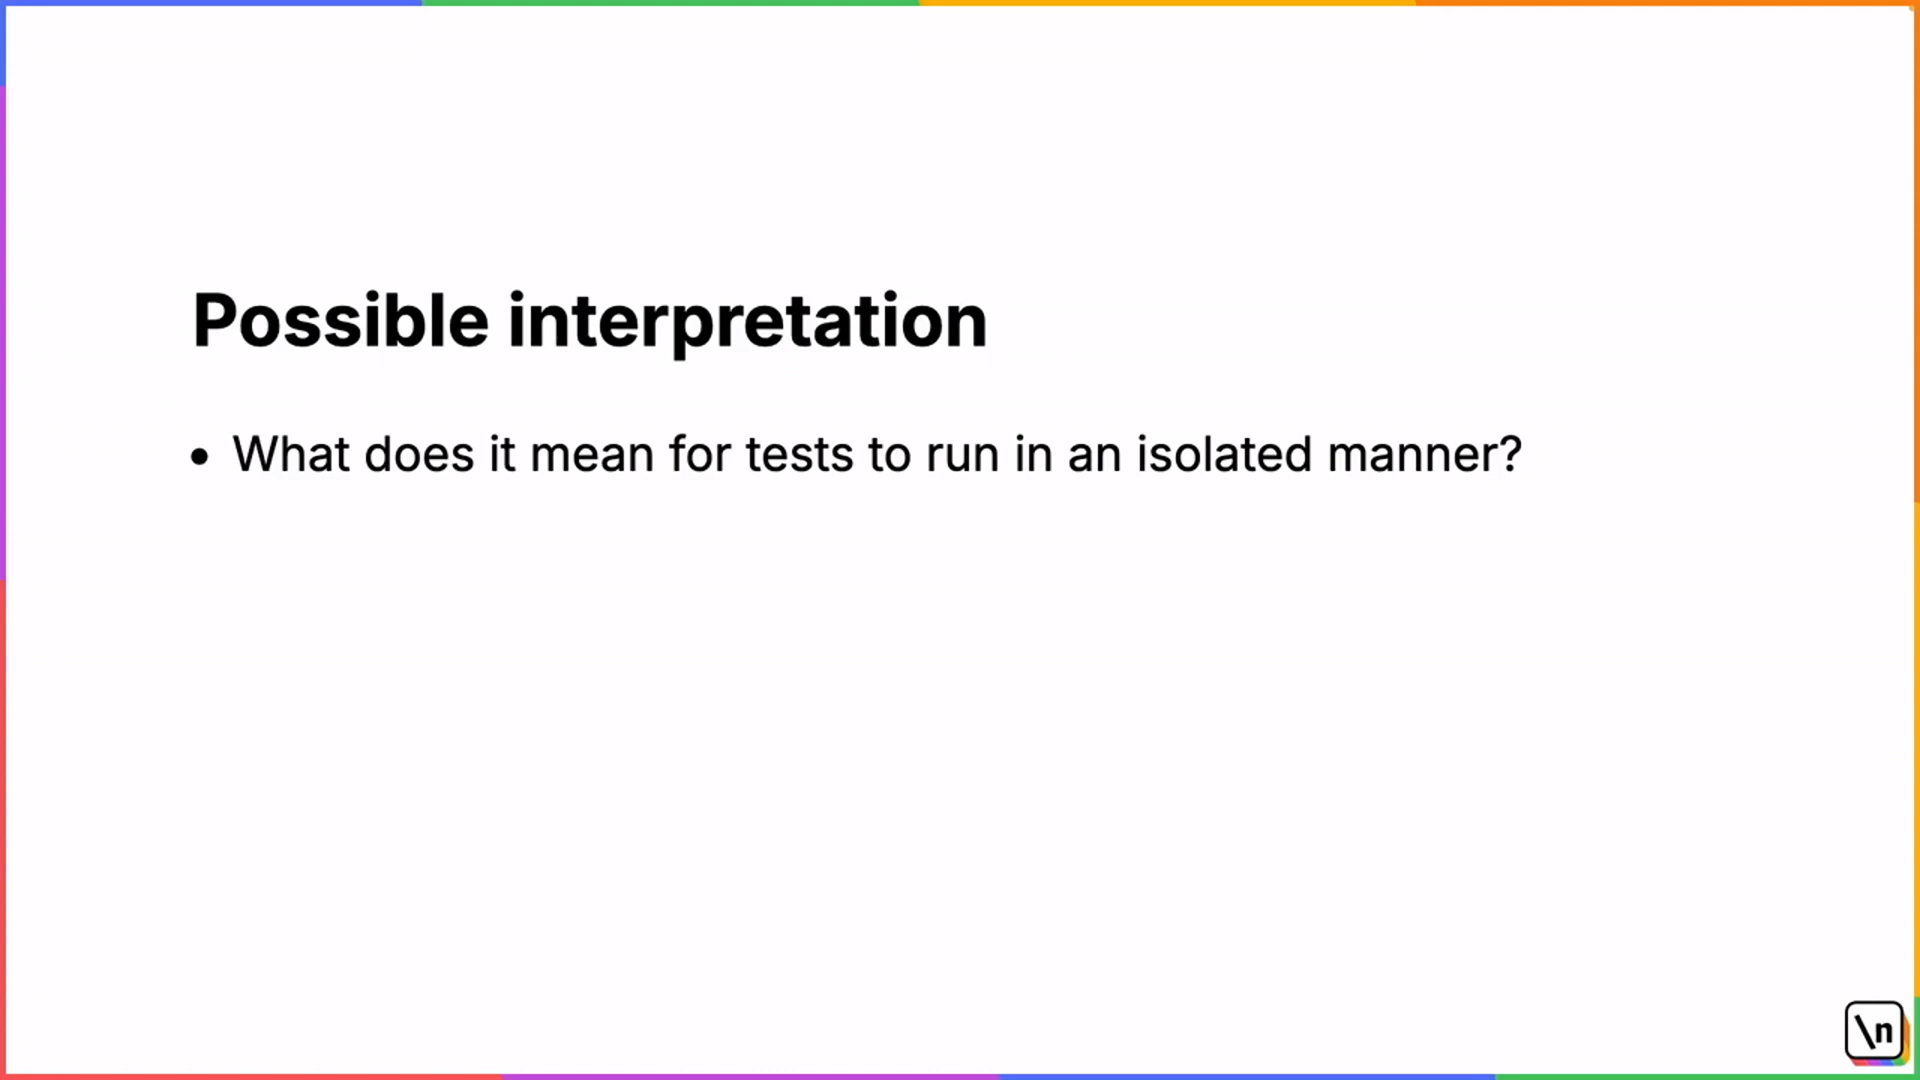 Possible interpretation
• What does it mean for tests to run in an isolated manner?
\n